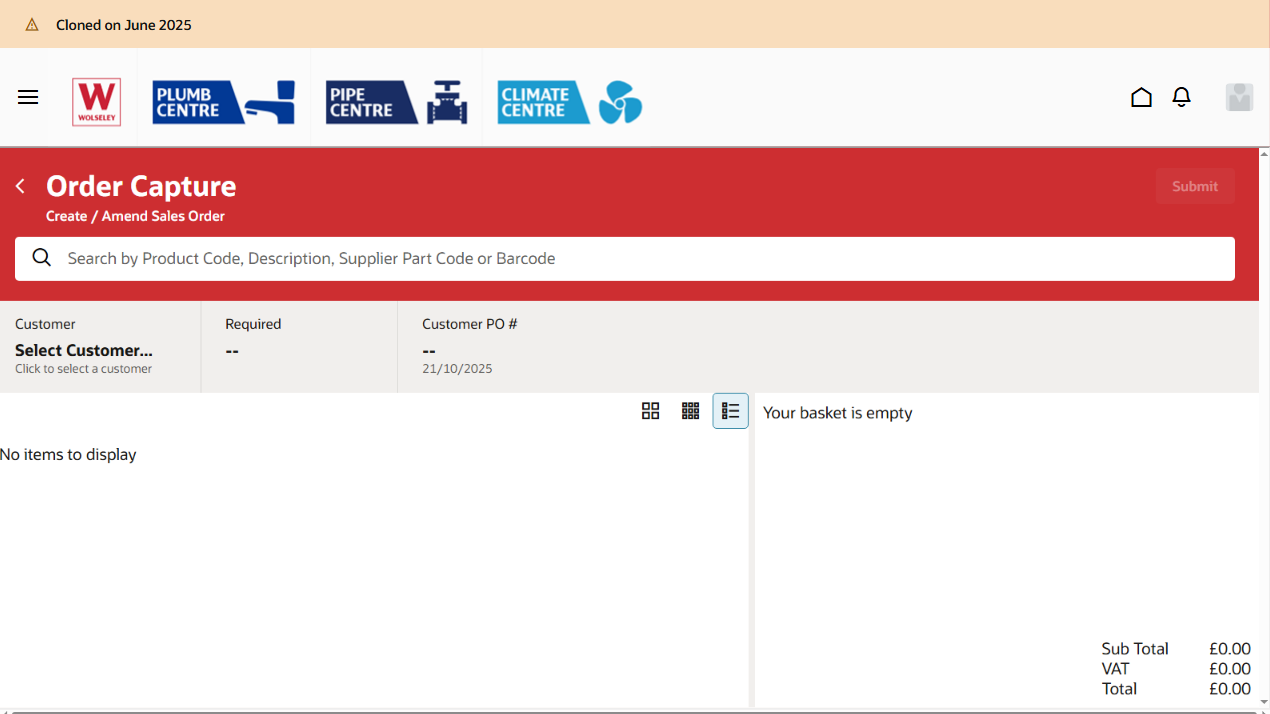 Cloned on June 2025
W
WOLSELEY
PLUMB
CENTRE
PIPE
CENTRE
CLIMATE
CENTRE
Order Capture
Create / Amend Sales Order
Submit
Search by Product Code, Description, Supplier Part Code or Barcode
Customer
Select Customer...
Click to select a customer
Required
--
Customer PO #
--
21/10/2025
No items to display
Your basket is empty
Sub Total £0.00
VAT £0.00
Total £0.00